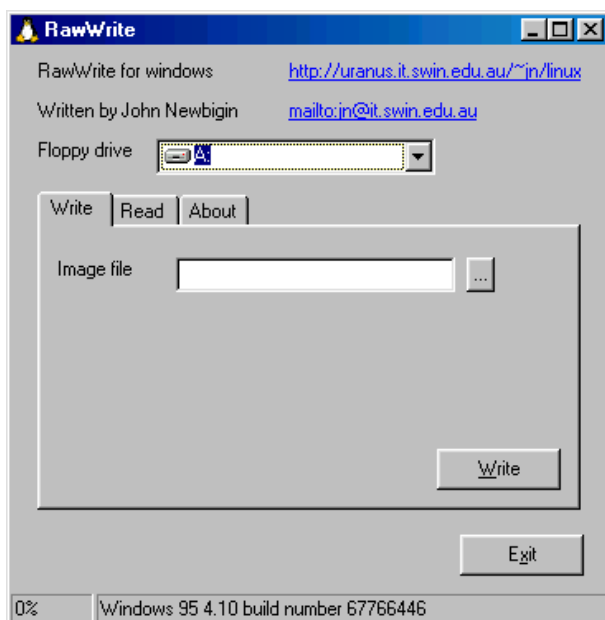 RawWrite
RawWrite for windows http://uranus.it.swin.edu.au/~jn/linux
Written by John Newbigin mailto:jn@it.swin.edu.au
Floppy drive A:
Write Read About
Image file ...
Write
Exit
0% Windows 95 4.10 build number 67766446